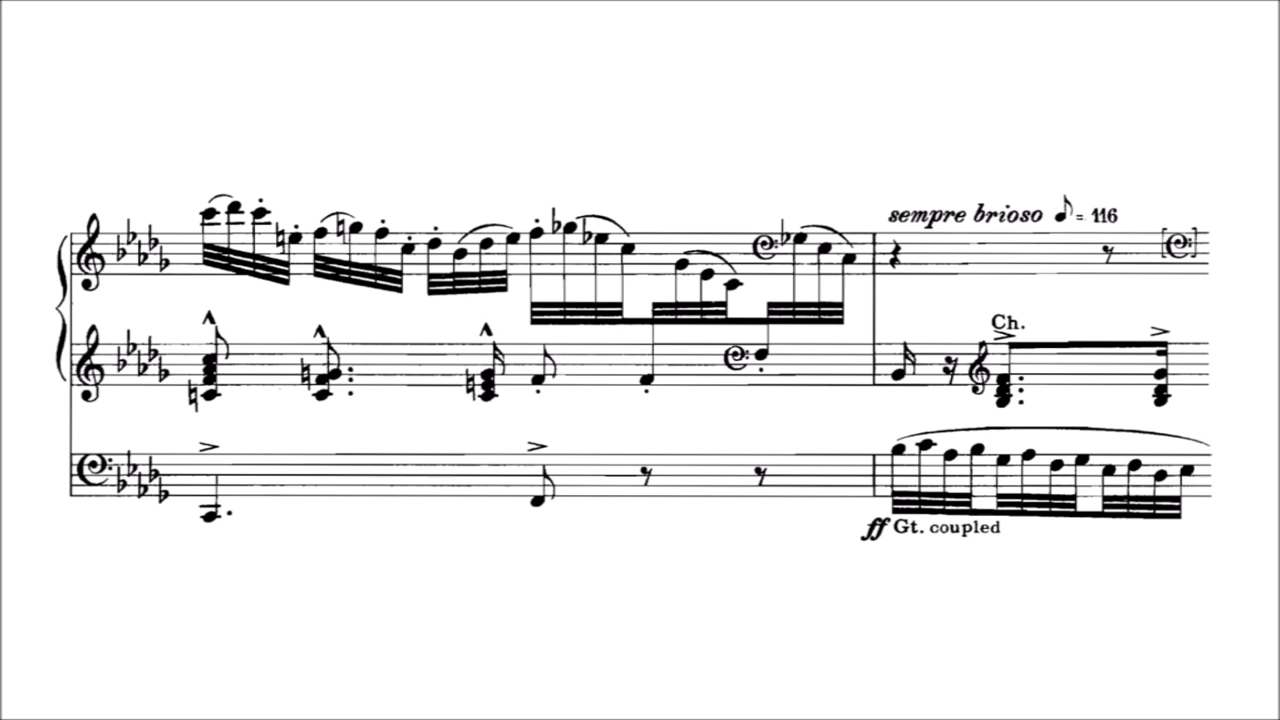 sempre brioso ♪= 116
Ch.
ff Gt. coupled